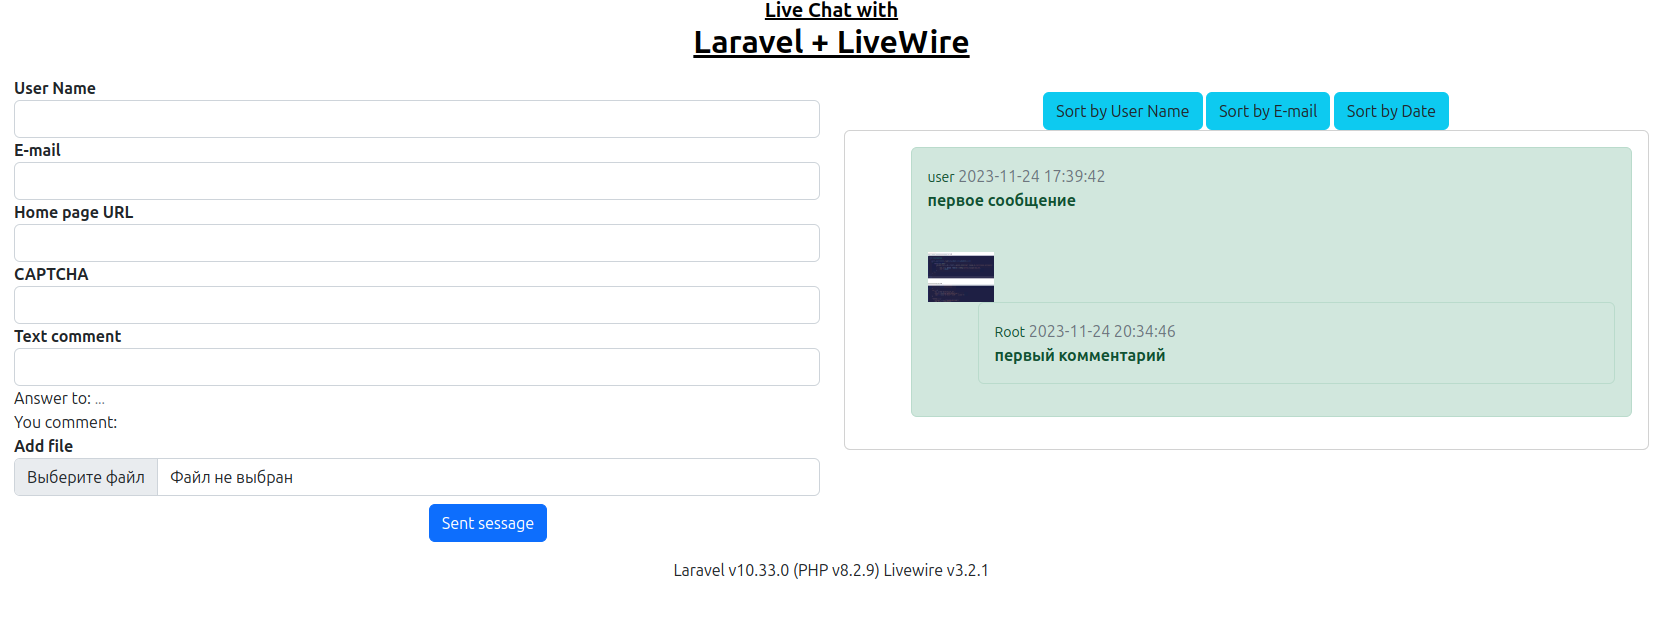 Live Chat with
Laravel + LiveWire
User Name
E-mail
Home page URL
CAPTCHA
Text comment
Answer to: ...
You comment:
Add file
Выберите файл Файл не выбран
Sent sessage
Sort by User Name Sort by E-mail Sort by Date
user 2023-11-24 17:39:42
первое сообщение
Root 2023-11-24 20:34:46
первый комментарий
Laravel v10.33.0 (PHP v8.2.9) Livewire v3.2.1